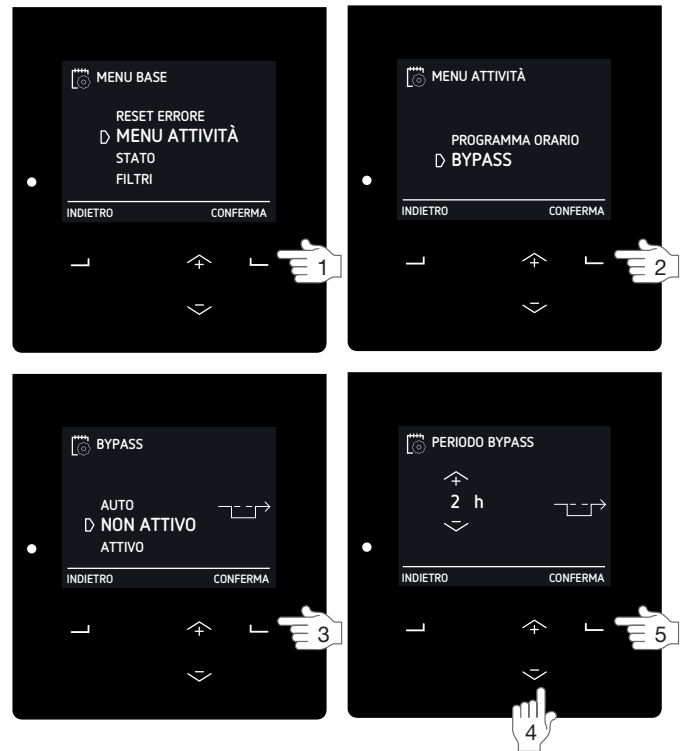 MENU BASE
RESET ERRORE
MENU ATTIVITÀ
STATO
FILTRI
INDIETRO CONFERMA
1
MENU ATTIVITÀ
PROGRAMMA ORARIO
BYPASS
INDIETRO CONFERMA
2
BYPASS
AUTO
NON ATTIVO
ATTIVO
INDIETRO CONFERMA
3
PERIODO BYPASS
2 h
INDIETRO CONFERMA
5
4